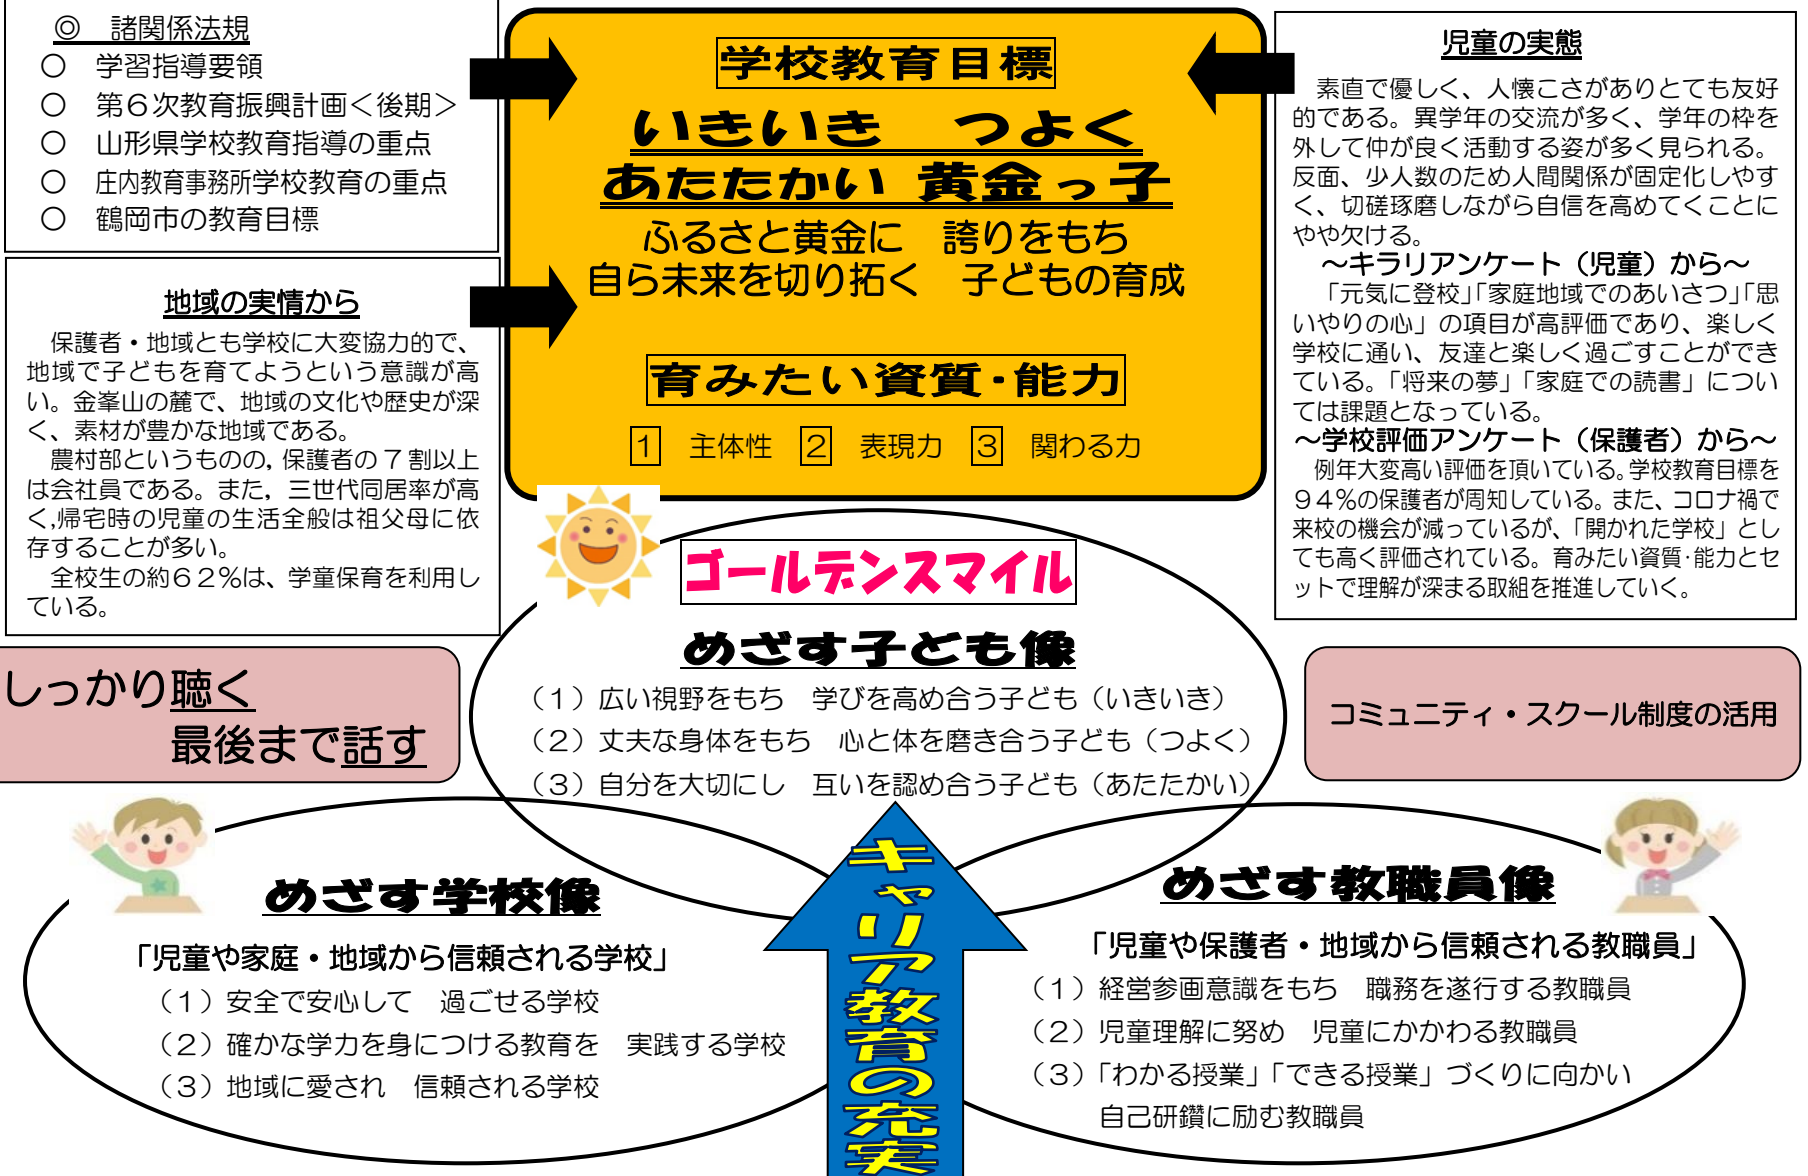 ◎　諸関係法規
○　学習指導要領
○　第６次教育振興計画＜後期＞
○　山形県学校教育指導の重点
○　庄内教育事務所学校教育の重点
○　鶴岡市の教育目標
地域の実情から
　保護者・地域とも学校に大変協力的で、
地域で子どもを育てようという意識が高
い。金峯山の麓で、地域の文化や歴史が深
く、素材が豊かな地域である。
　農村部というものの，保護者の７割以上
は会社員である。また，三世代同居率が高
く，帰宅時の児童の生活全般は祖父母に依
存することが多い。
　全校生の約６２％は、学童保育を利用し
ている。
学校教育目標
いきいき　つよく
あたたかい 黄金っ子
ふるさと黄金に　誇りをもち
自ら未来を切り拓く　子どもの育成
育みたい資質・能力
1　主体性　2　表現力　3　関わる力
児童の実態
　素直で優しく、人懐こさがありとても友好
的である。異学年の交流が多く、学年の枠を
外して仲が良く活動する姿が多く見られる。
反面、少人数のため人間関係が固定化しやす
く、切磋琢磨しながら自信を高めてくことに
やや欠ける。
～キラリアンケート（児童）から～
　「元気に登校」「家庭地域でのあいさつ」「思
いやりの心」の項目が高評価であり、楽しく
学校に通い、友達と楽しく過ごすことができ
ている。「将来の夢」「家庭での読書」につい
ては課題となっている。
～学校評価アンケート（保護者）から～
　例年大変高い評価を頂いている。学校教育目標を
９４％の保護者が周知している。また、コロナ禍で
来校の機会が減っているが、「開かれた学校」とし
ても高く評価されている。育みたい資質・能力とセ
ットで理解が深まる取組を推進していく。
ゴールデンスマイル
めざす子ども像
（１）広い視野をもち　学びを高め合う子ども（いきいき）
（２）丈夫な身体をもち　心と体を磨き合う子ども（つよく）
（３）自分を大切にし　互いを認め合う子ども（あたたかい）
しっかり聴く
最後まで話す
コミュニティ・スクール制度の活用
めざす学校像
「児童や家庭・地域から信頼される学校」
（１）安全で安心して　過ごせる学校
（２）確かな学力を身につける教育を　実践する学校
（３）地域に愛され　信頼される学校
キャリア教育の充実
めざす教職員像
「児童や保護者・地域から信頼される教職員」
（１）経営参画意識をもち　職務を遂行する教職員
（２）児童理解に努め　児童にかかわる教職員
（３）「わかる授業」「できる授業」づくりに向かい
自己研鑽に励む教職員